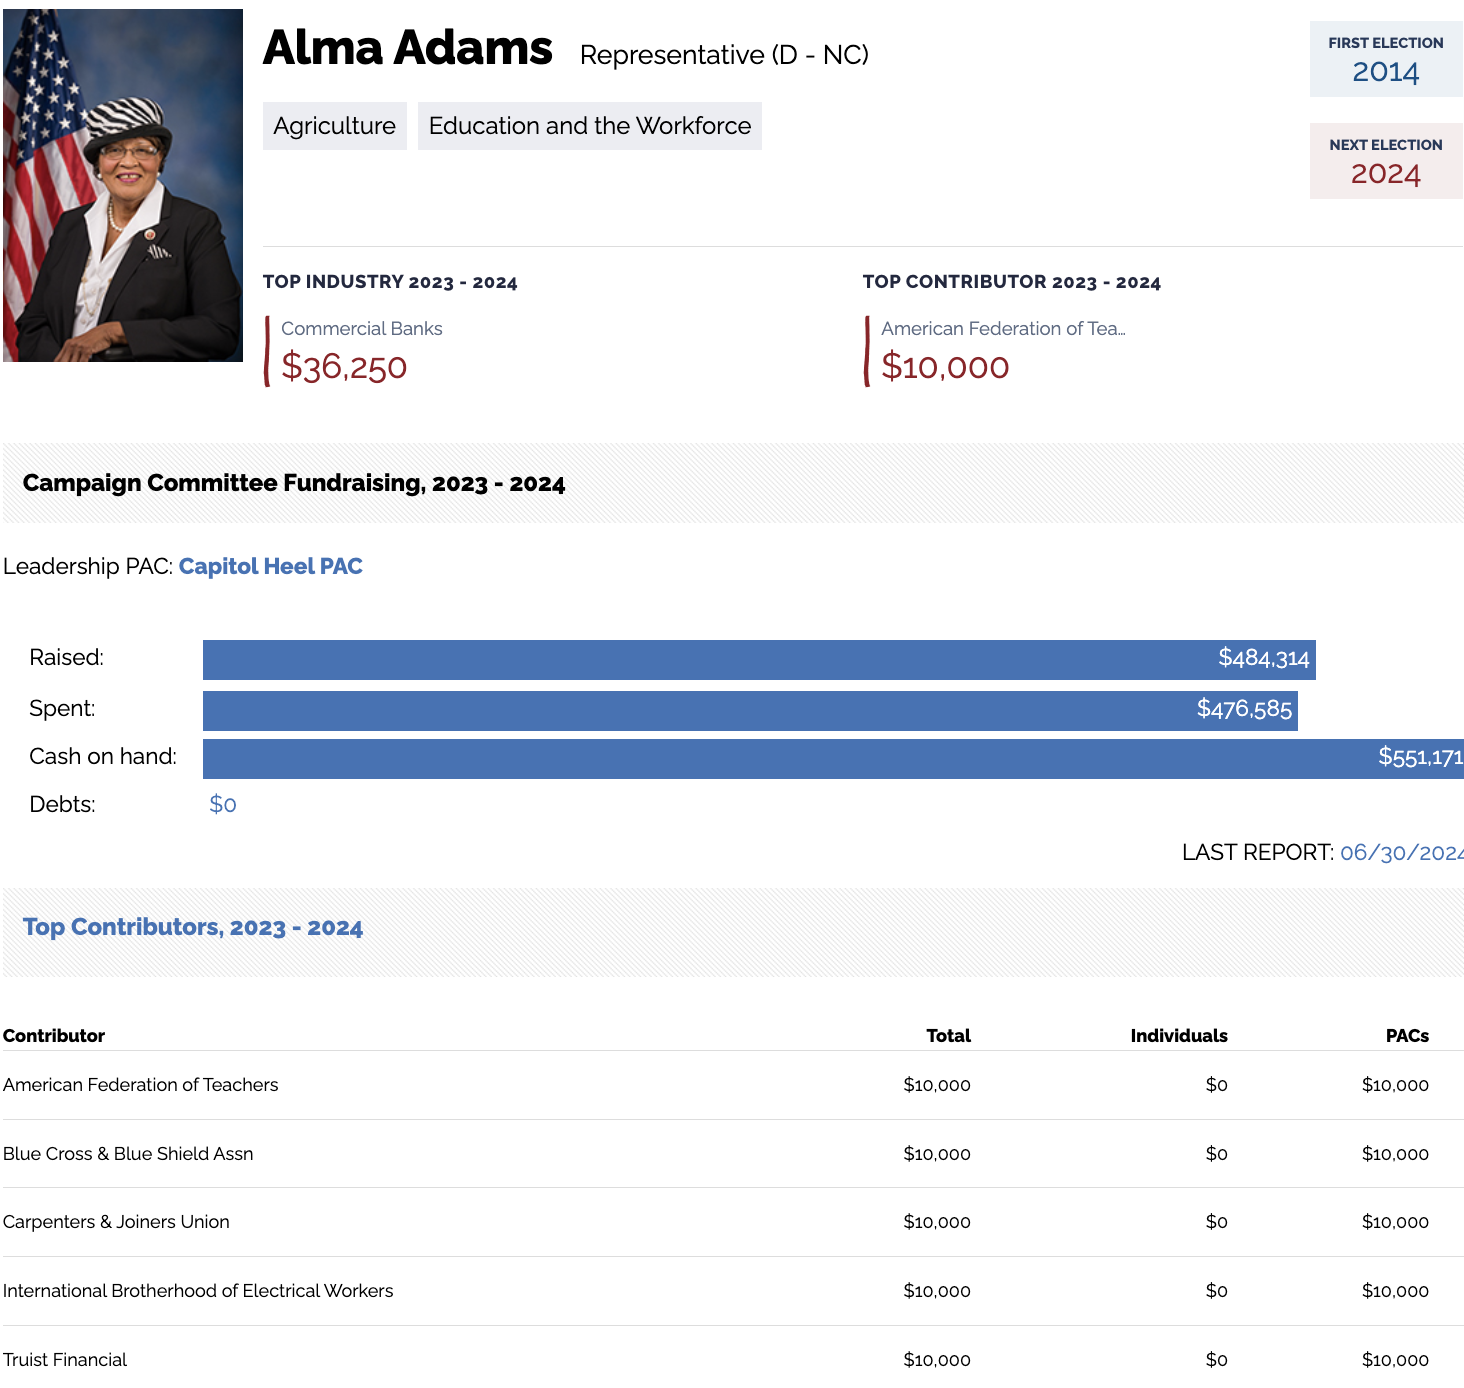 Alma Adams Representative (D - NC)
FIRST ELECTION
2014
Agriculture Education and the Workforce
NEXT ELECTION
2024
TOP INDUSTRY 2023 - 2024
Commercial Banks
$36,250
TOP CONTRIBUTOR 2023 - 2024
American Federation of Tea...
$10,000
Campaign Committee Fundraising, 2023 - 2024
Leadership PAC: Capitol Heel PAC
Raised: $484,314
Spent: $476,585
Cash on hand: $551,171
Debts: $0
LAST REPORT: 06/30/2024
Top Contributors, 2023 - 2024
Contributor Total Individuals PACs
American Federation of Teachers $10,000 $0 $10,000
Blue Cross & Blue Shield Assn $10,000 $0 $10,000
Carpenters & Joiners Union $10,000 $0 $10,000
International Brotherhood of Electrical Workers $10,000 $0 $10,000
Truist Financial $10,000 $0 $10,000